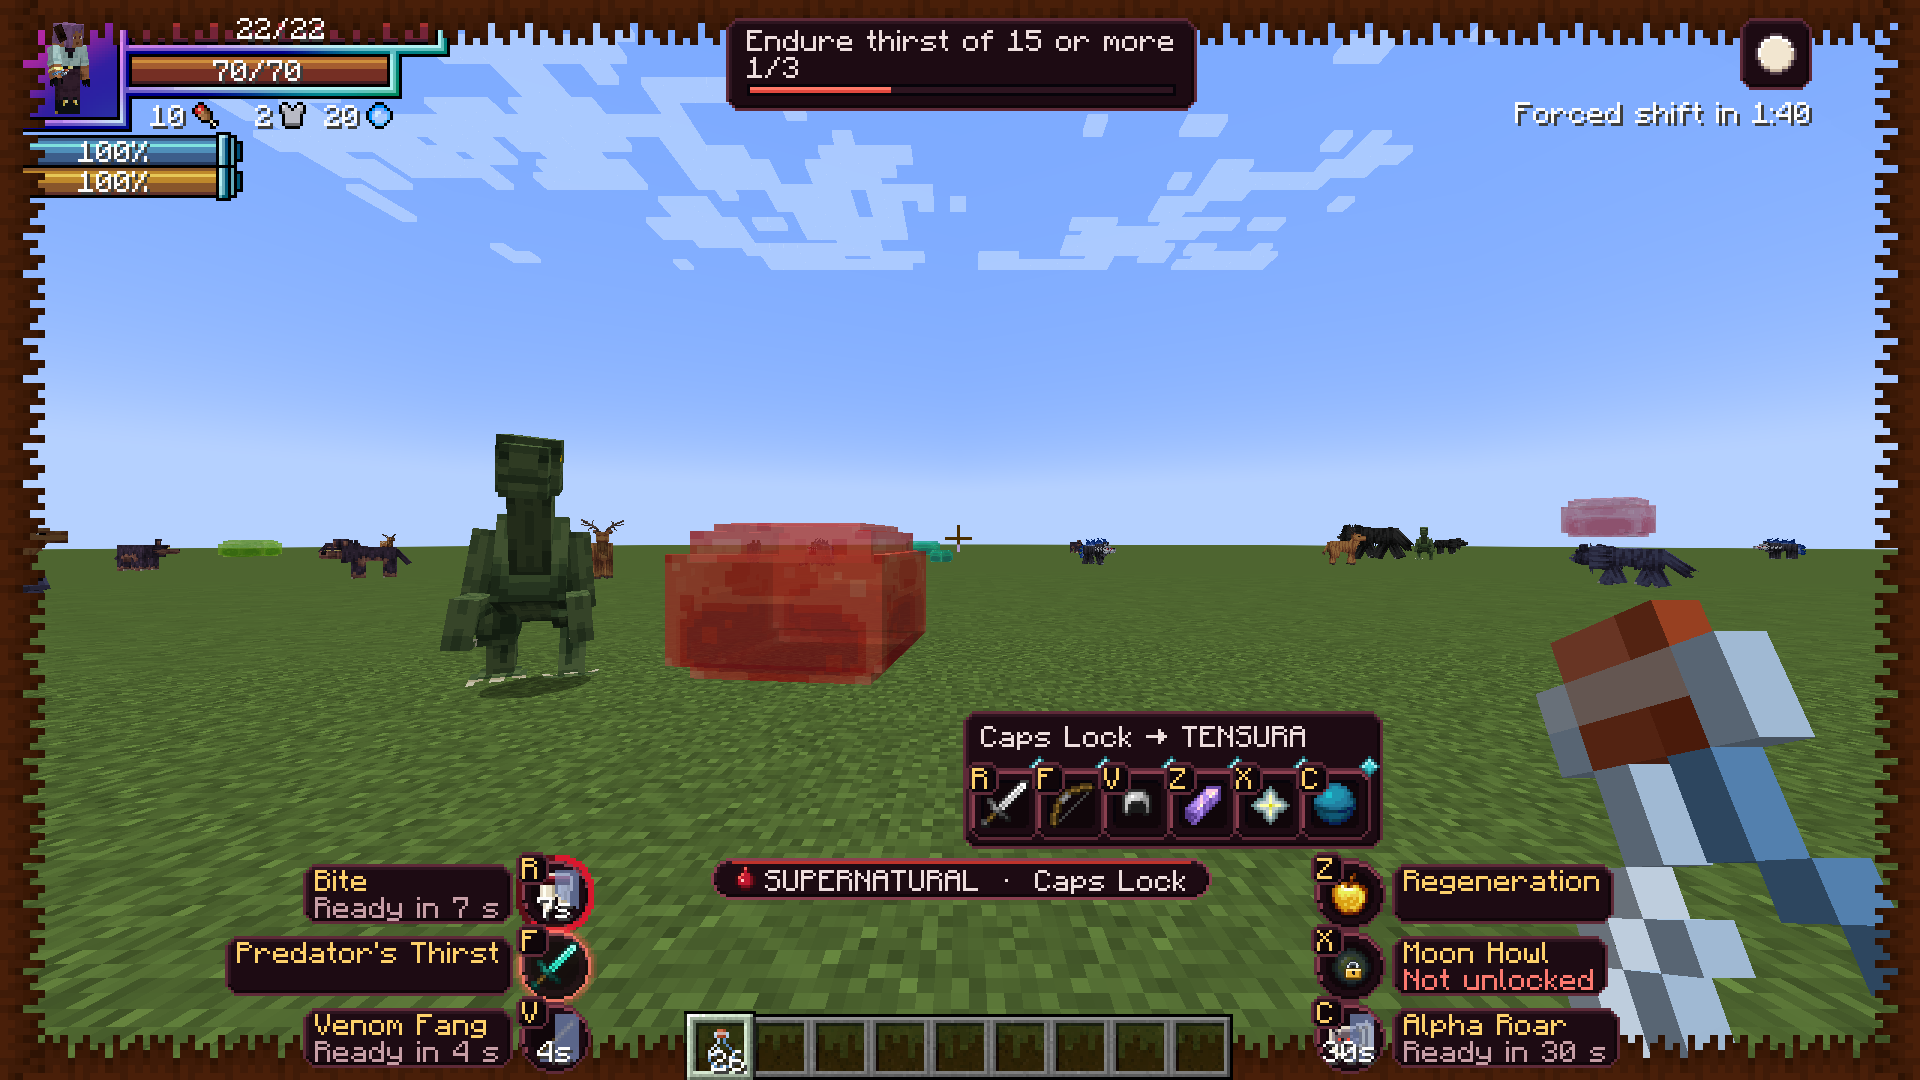 22/22
70/70
10 2 20
100%
100%
Endure thirst of 15 or more
1/3
Forced shift in 1:40
Caps Lock → TENSURA
R F V Z X C
SUPERNATURAL · Caps Lock
Bite
Ready in 7 s
R
7s
Predator's Thirst
F
Venom Fang
Ready in 4 s
V
4s
26
Z
Regeneration
X
Moon Howl
Not unlocked
C
30s
Alpha Roar
Ready in 30 s